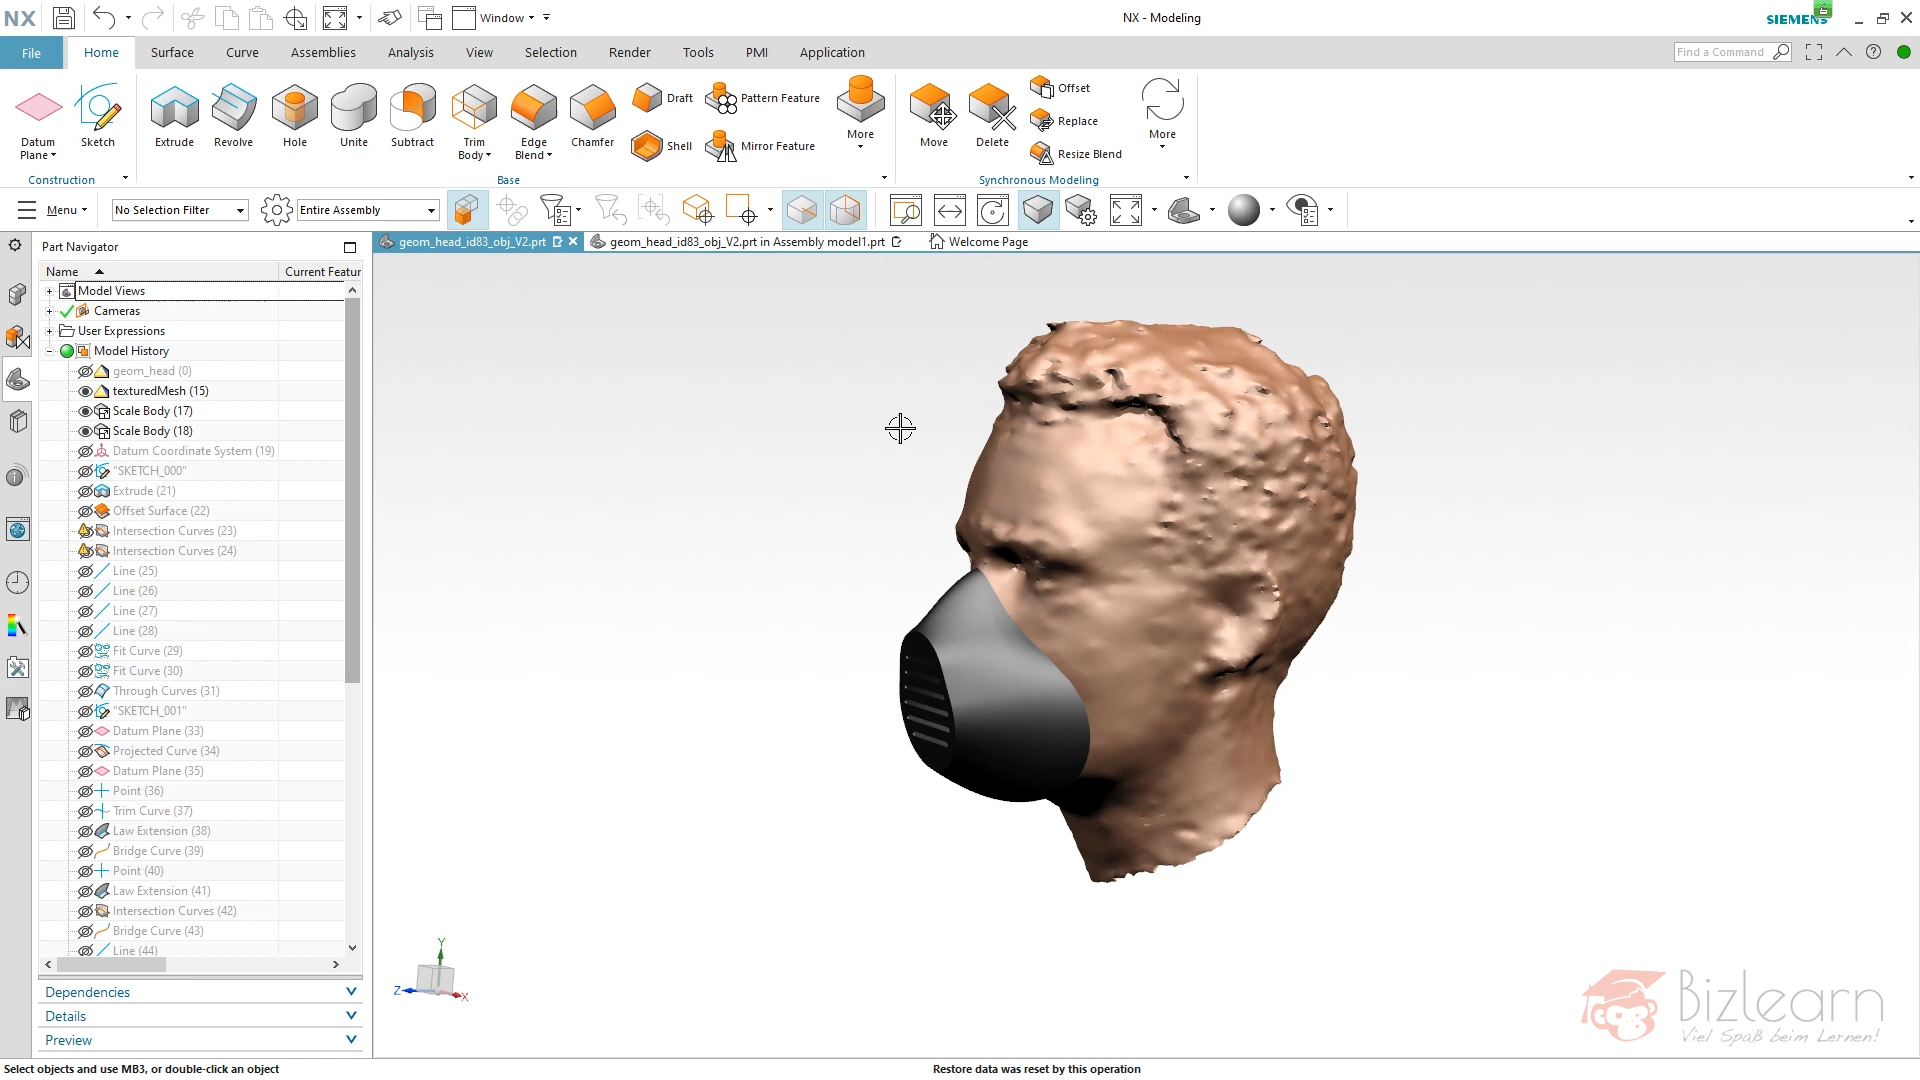 NX
Window
NX - Modeling
SIEMENS
File
Home
Surface
Curve
Assemblies
Analysis
View
Selection
Render
Tools
PMI
Application
Find a Command
Datum Plane
Sketch
Extrude
Revolve
Hole
Unite
Subtract
Trim Body
Edge Blend
Chamfer
Draft
Shell
Pattern Feature
Mirror Feature
More
Move
Delete
Offset
Replace
Resize Blend
More
Construction
Base
Synchronous Modeling
Menu
No Selection Filter
Entire Assembly
Part Navigator
geom_head_id83_obj_V2.prt
geom_head_id83_obj_V2.prt in Assembly model1.prt
Welcome Page
Name
Current Featur
Model Views
Cameras
User Expressions
Model History
geom_head (0)
texturedMesh (15)
Scale Body (17)
Scale Body (18)
Datum Coordinate System (19)
"SKETCH_000"
Extrude (21)
Offset Surface (22)
Intersection Curves (23)
Intersection Curves (24)
Line (25)
Line (26)
Line (27)
Line (28)
Fit Curve (29)
Fit Curve (30)
Through Curves (31)
"SKETCH_001"
Datum Plane (33)
Projected Curve (34)
Datum Plane (35)
Point (36)
Trim Curve (37)
Law Extension (38)
Bridge Curve (39)
Point (40)
Law Extension (41)
Intersection Curves (42)
Bridge Curve (43)
Line (44)
Dependencies
Details
Preview
Y
Z
X
Bizlearn
Viel Spaß beim Lernen!
Select objects and use MB3, or double-click an object
Restore data was reset by this operation